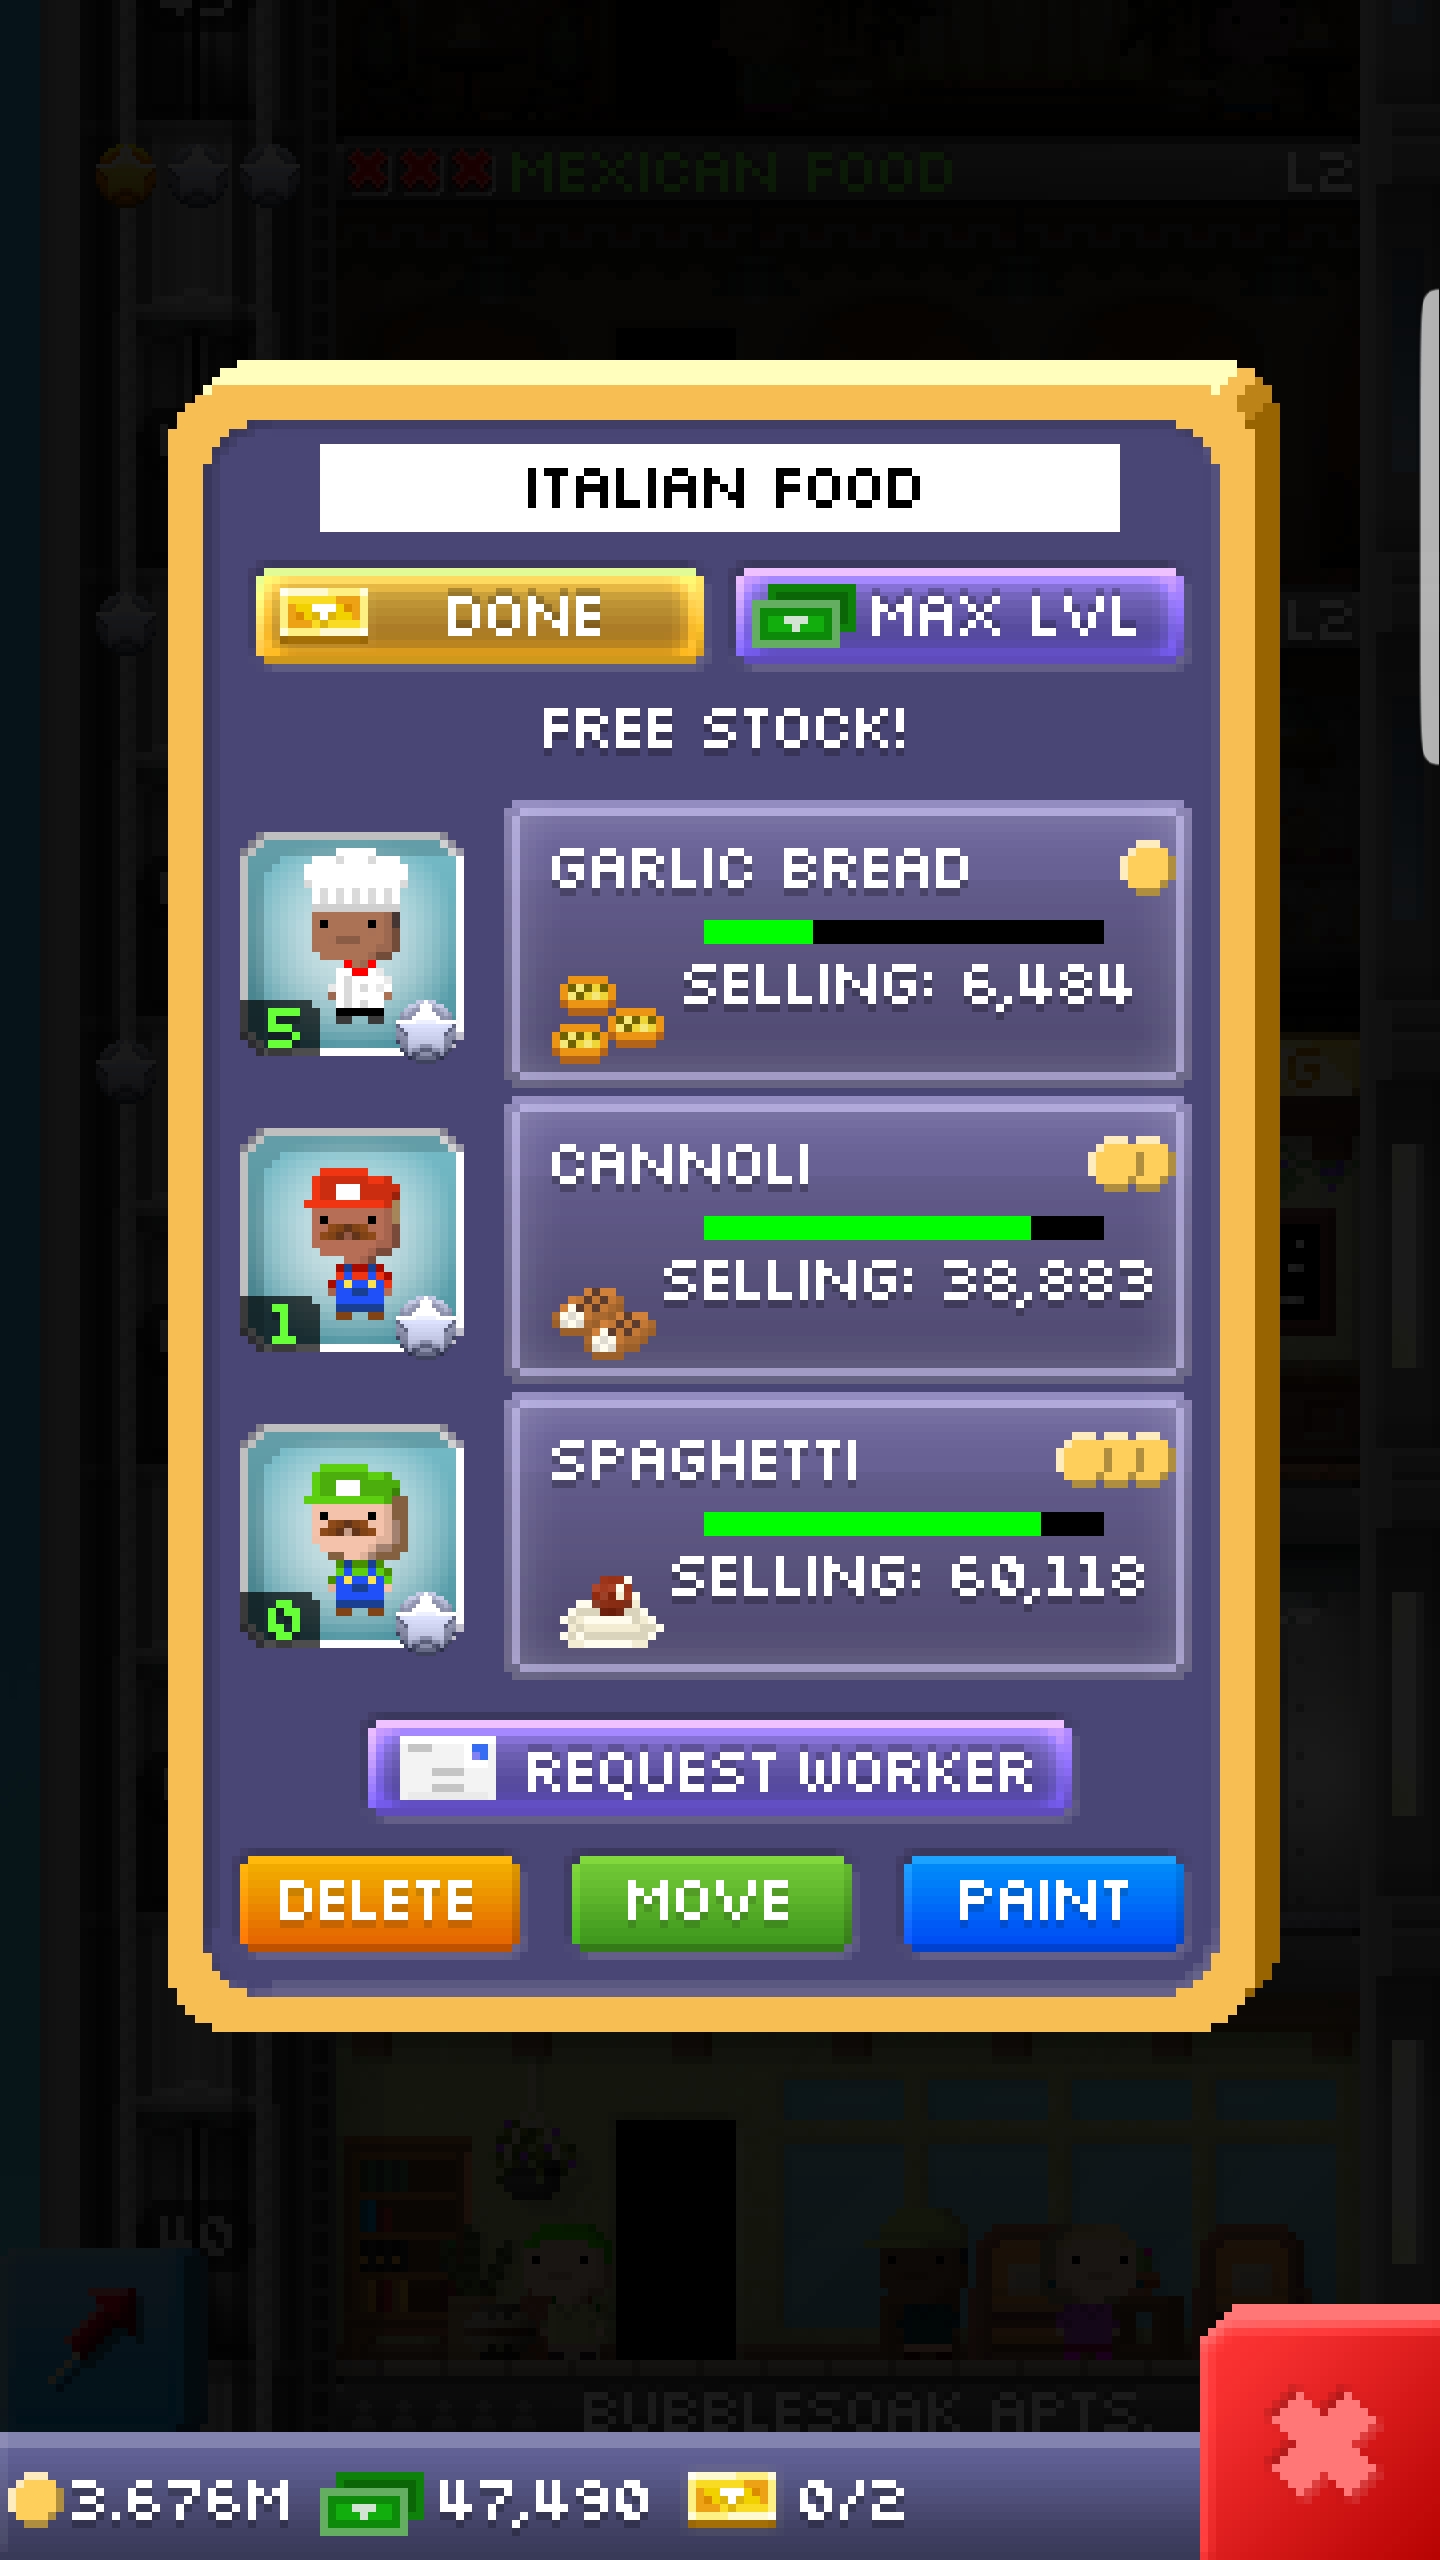 MEXICAN FOOD L2
ITALIAN FOOD
DONE
MAX LVL
L2
FREE STOCK!
GARLIC BREAD
SELLING: 6,484
5
CANNOLI
SELLING: 38,883
1
SPAGHETTI
SELLING: 60,118
0
REQUEST WORKER
DELETE
MOVE
PAINT
40
BUBBLESOAK APTS.
3.676M
47,490
0/2